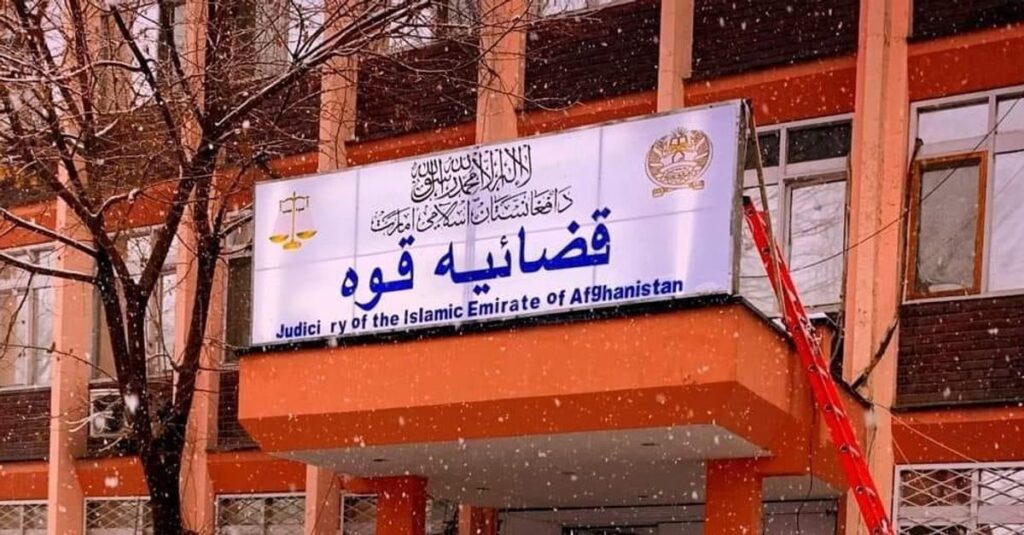 لا اله الا الله محمد رسول الله
د افغانستان اسلامي امارت
قضائیه قوه
Judici ry of the Islamic Emirate of Afghanistan